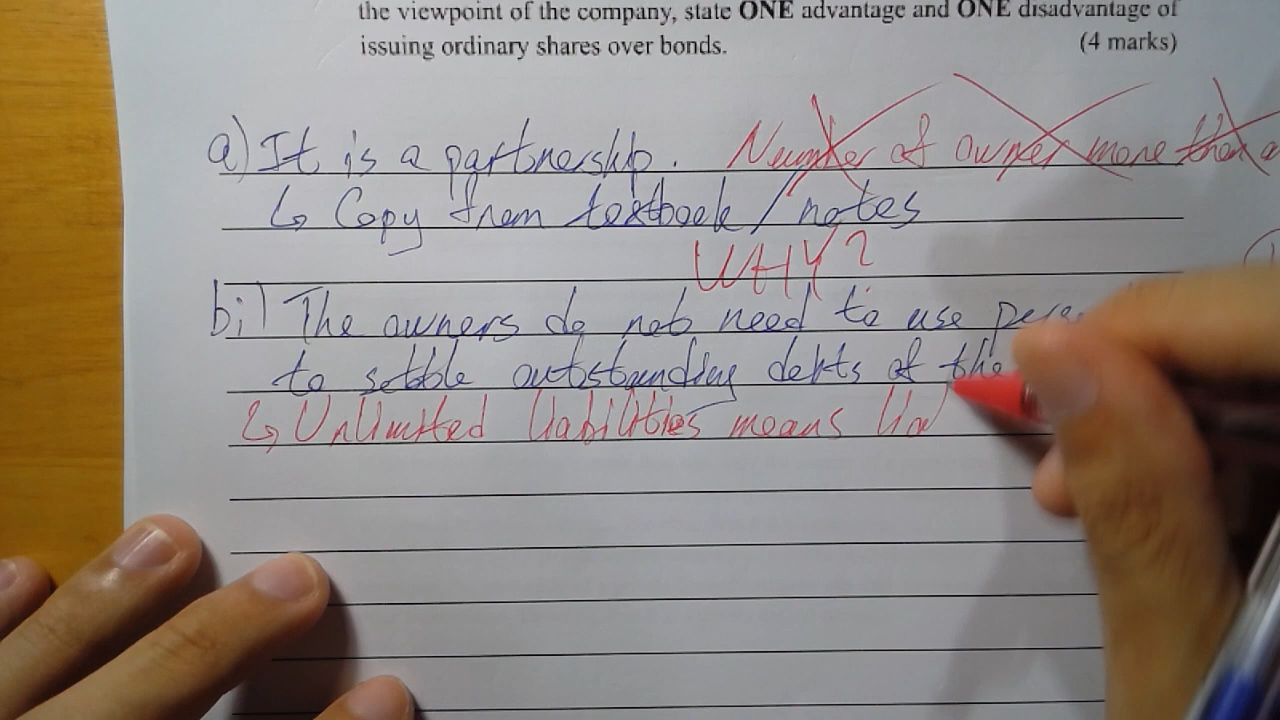 the viewpoint of the company, state ONE advantage and ONE disadvantage of
issuing ordinary shares over bonds. (4 marks)
a) It is a partnership. Number of owner more than
↳ Copy from textbook / notes
WHY?
bi) The owners do not need to use
to settle outstanding debts of the
↳ Unlimited liabilities means